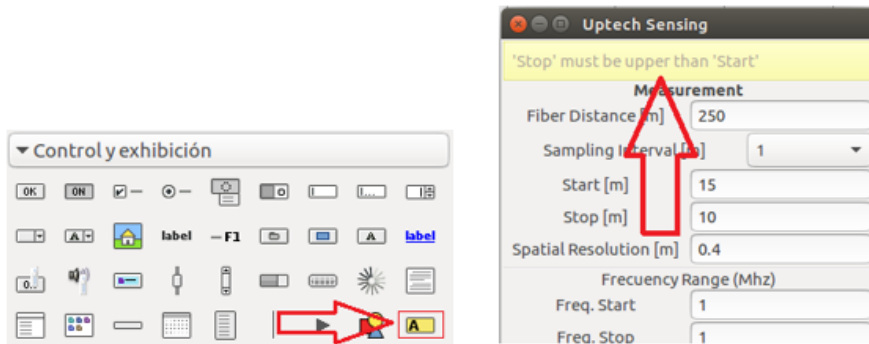 Control y exhibición
OK ON
label F1 A label
0..
A
Uptech Sensing
'Stop' must be upper than 'Start'
Measurement
Fiber Distance [m] 250
Sampling Interval [m] 1
Start [m] 15
Stop [m] 10
Spatial Resolution [m] 0.4
Frecuency Range (Mhz)
Freq. Start 1
Freq. Stop 1